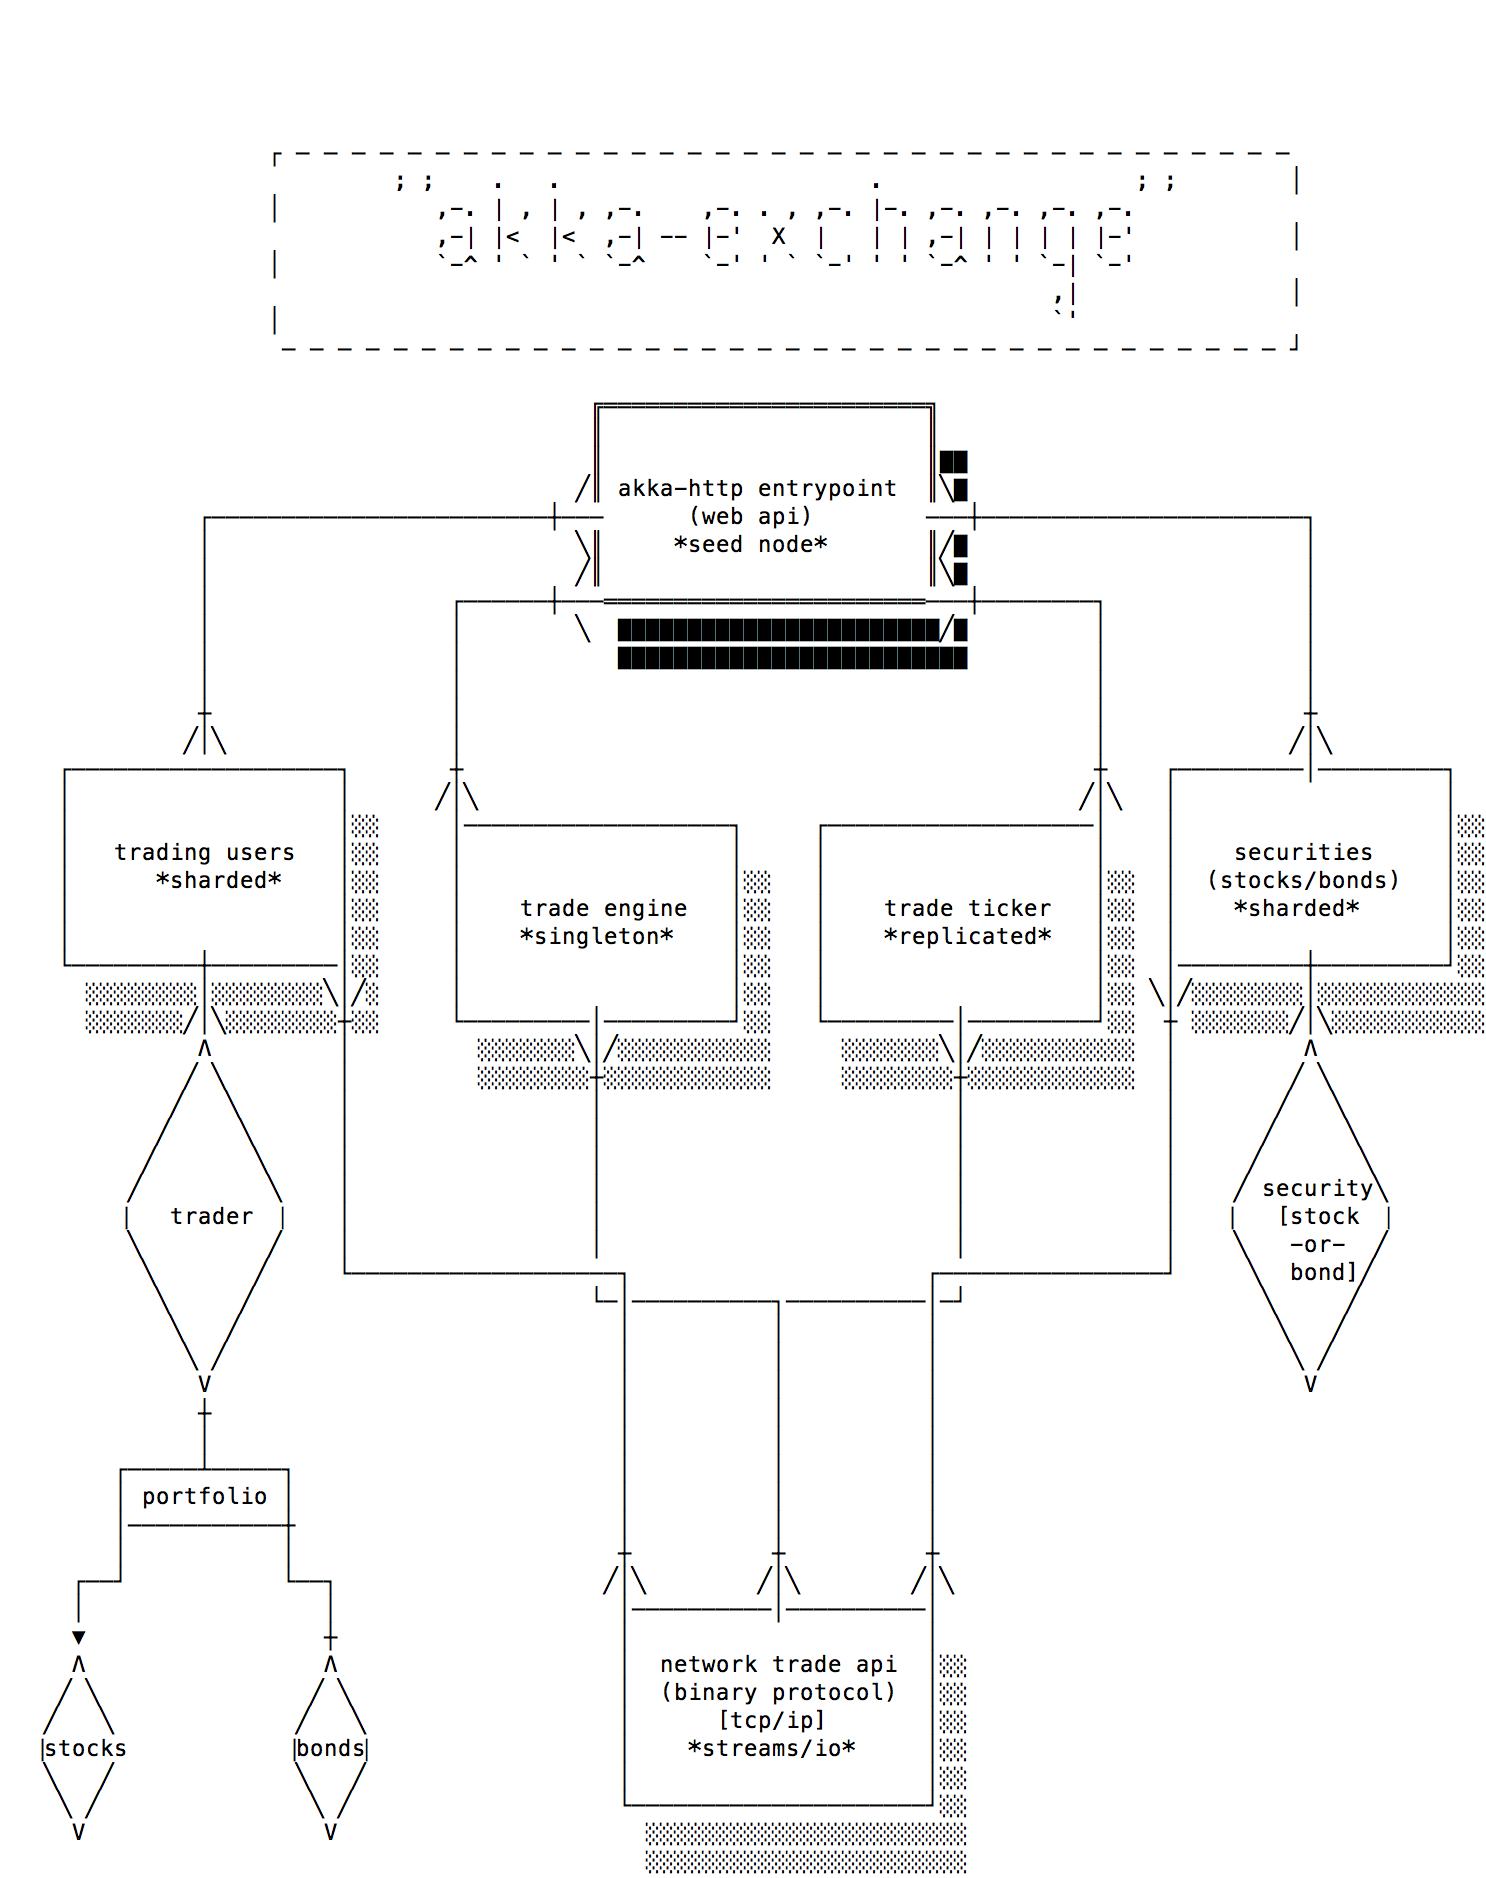 akka-exchange
akka-http entrypoint
(web api)
*seed node*
trading users
*sharded*
trade engine
*singleton*
trade ticker
*replicated*
securities
(stocks/bonds)
*sharded*
trader
security
[stock
-or-
bond]
portfolio
stocks
bonds
network trade api
(binary protocol)
[tcp/ip]
*streams/io*